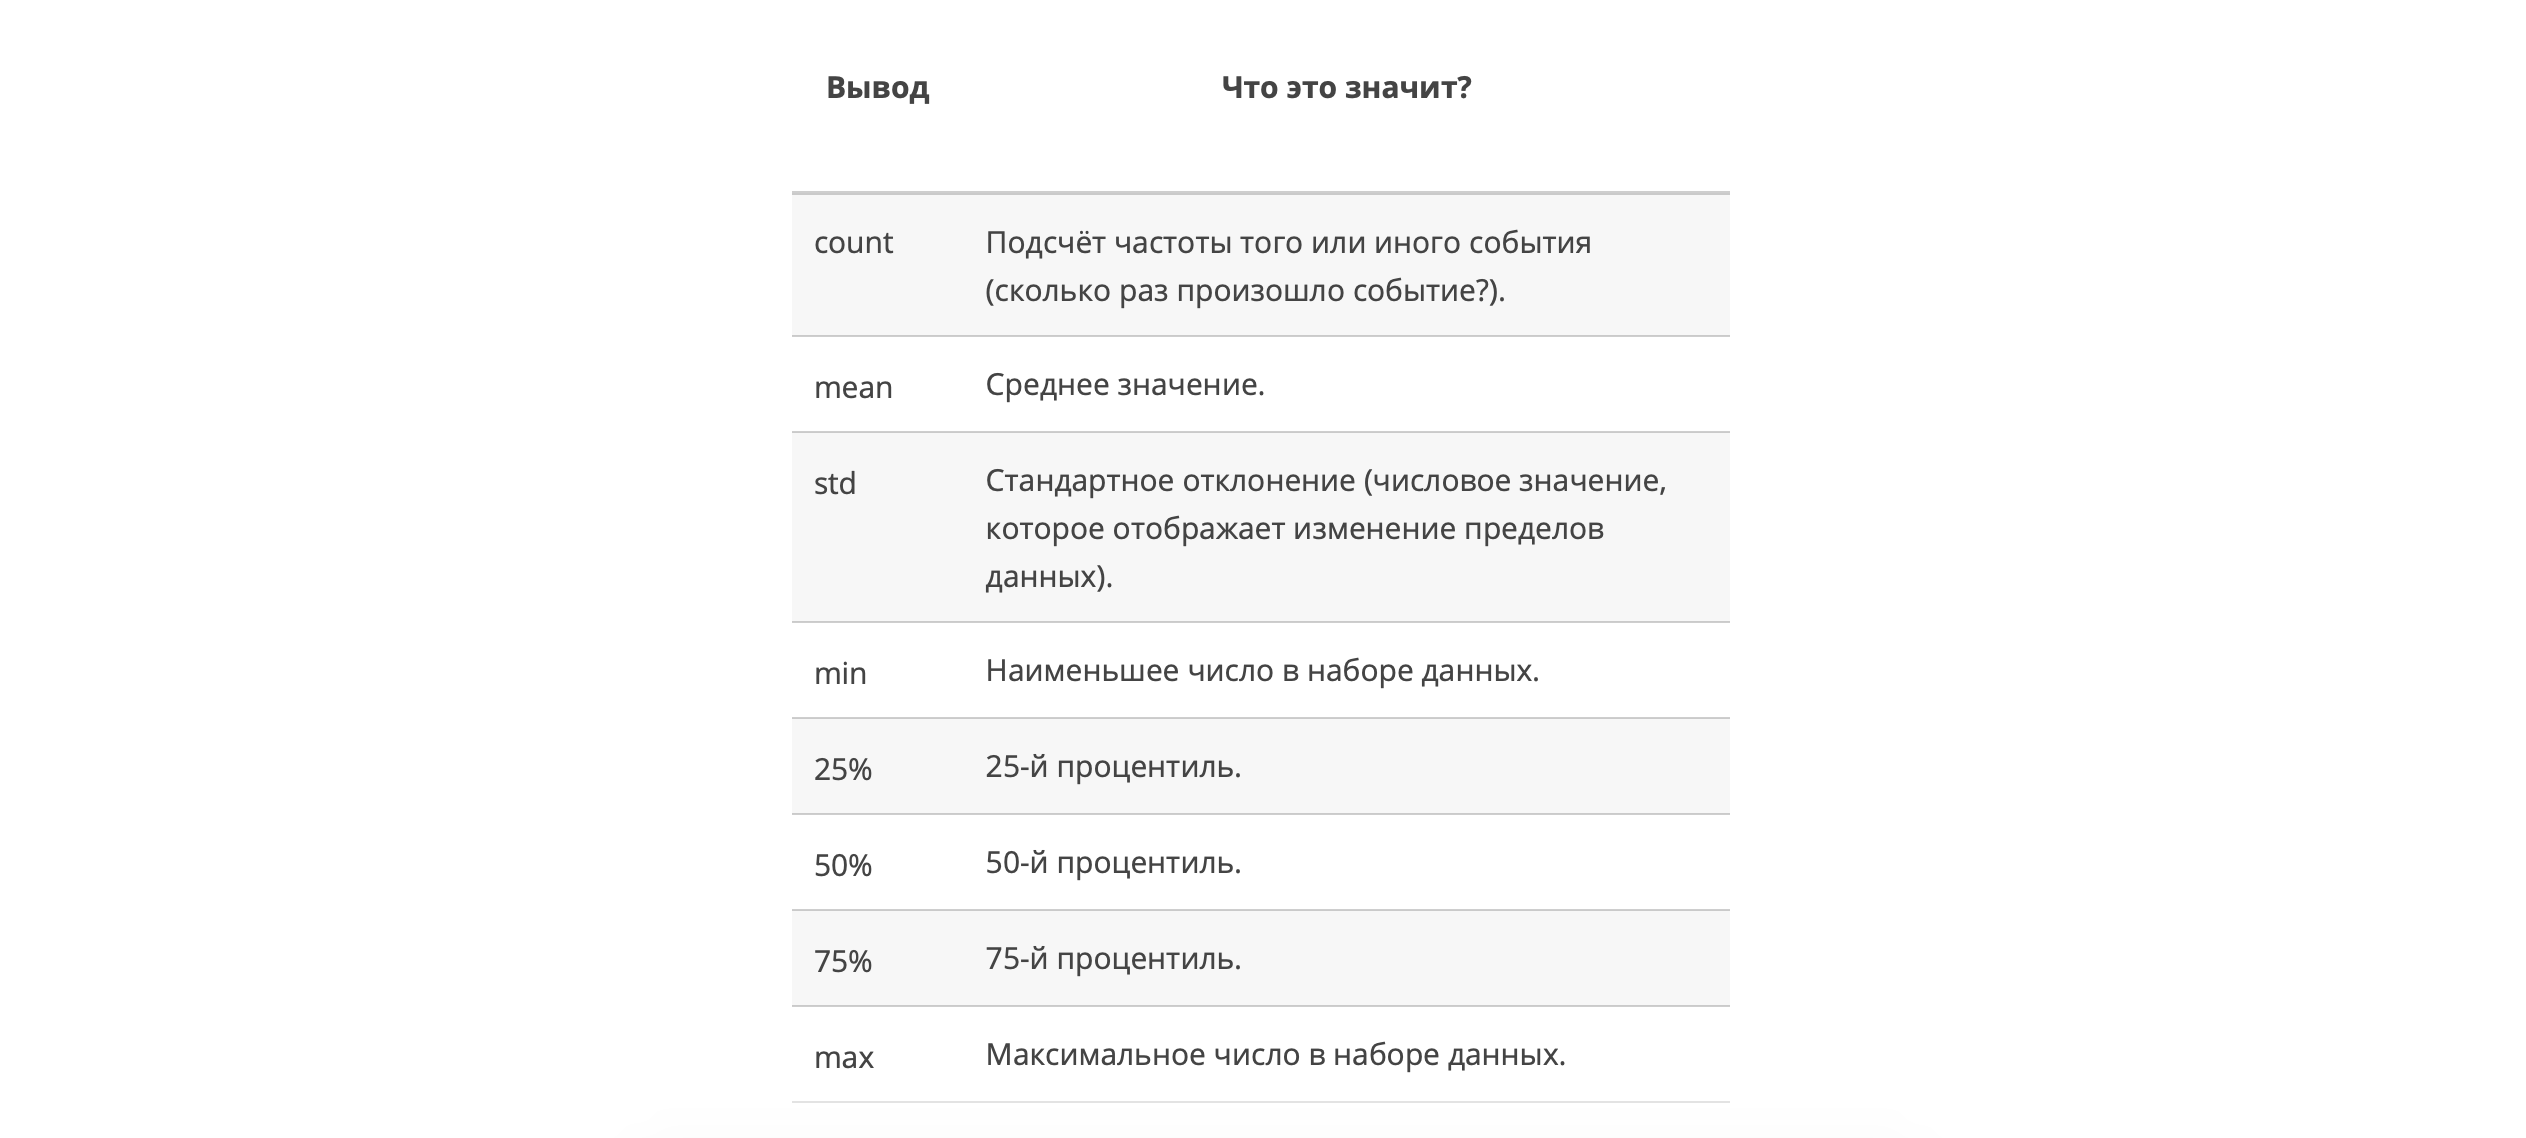 Вывод
Что это значит?
count
Подсчёт частоты того или иного события
(сколько раз произошло событие?).
mean
Среднее значение.
std
Стандартное отклонение (числовое значение,
которое отображает изменение пределов
данных).
min
Наименьшее число в наборе данных.
25%
25-й процентиль.
50%
50-й процентиль.
75%
75-й процентиль.
max
Максимальное число в наборе данных.